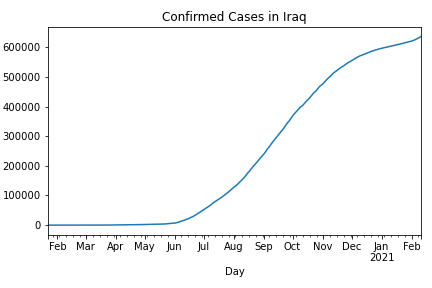 Confirmed Cases in Iraq
600000
500000
400000
300000
200000
100000
0
Feb Mar Apr May Jun Jul Aug Sep Oct Nov Dec Jan Feb
2021
Day